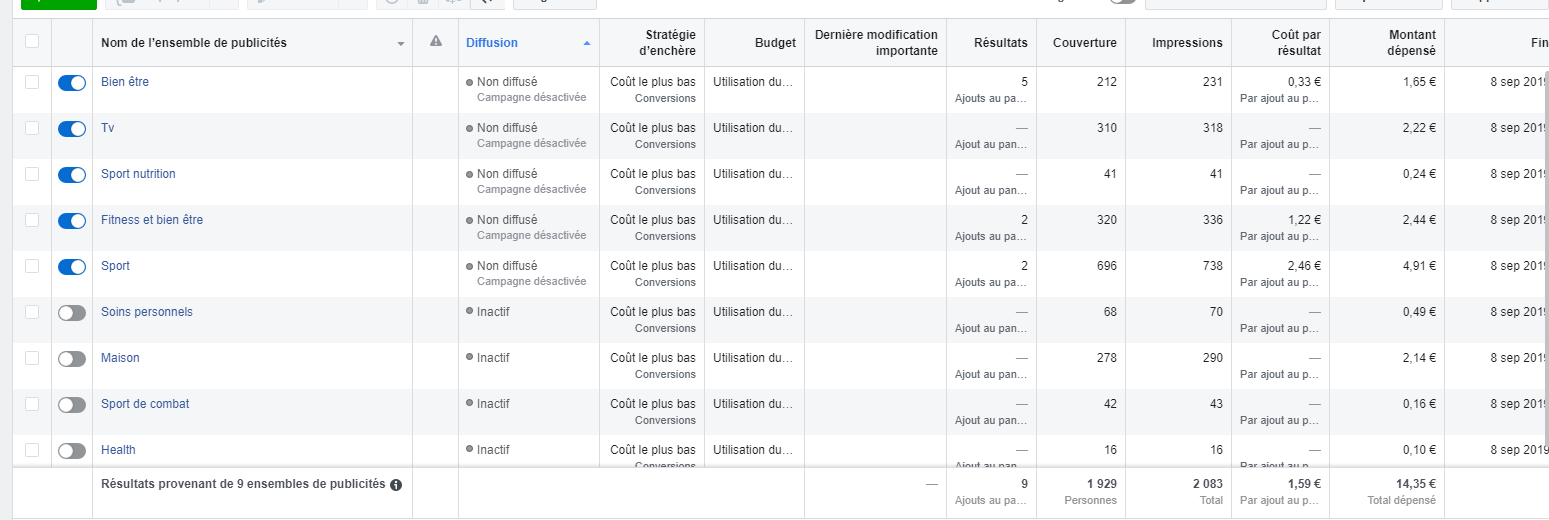 Nom de l'ensemble de publicités
Diffusion
Stratégie d'enchère
Budget
Dernière modification importante
Résultats
Couverture
Impressions
Coût par résultat
Montant dépensé
Fin
Bien être Non diffusé Coût le plus bas Utilisation du… 5 212 231 0,33 € 1,65 € 8 sep 2019
Campagne désactivée Conversions Ajouts au pa… Par ajout au p…
Tv Non diffusé Coût le plus bas Utilisation du… — 310 318 — 2,22 € 8 sep 2019
Campagne désactivée Conversions Ajout au pan… Par ajout au p…
Sport nutrition Non diffusé Coût le plus bas Utilisation du… — 41 41 — 0,24 € 8 sep 2019
Campagne désactivée Conversions Ajout au pan… Par ajout au p…
Fitness et bien être Non diffusé Coût le plus bas Utilisation du… 2 320 336 1,22 € 2,44 € 8 sep 2019
Campagne désactivée Conversions Ajouts au pa… Par ajout au p…
Sport Non diffusé Coût le plus bas Utilisation du… 2 696 738 2,46 € 4,91 € 8 sep 2019
Campagne désactivée Conversions Ajouts au pa… Par ajout au p…
Soins personnels Inactif Coût le plus bas Utilisation du… — 68 70 — 0,49 € 8 sep 2019
Conversions Ajout au pan… Par ajout au p…
Maison Inactif Coût le plus bas Utilisation du… — 278 290 — 2,14 € 8 sep 2019
Conversions Ajout au pan… Par ajout au p…
Sport de combat Inactif Coût le plus bas Utilisation du… — 42 43 — 0,16 € 8 sep 2019
Conversions Ajout au pan… Par ajout au p…
Health Inactif Coût le plus bas Utilisation du… — 16 16 — 0,10 € 8 sep 2019
Conversions Ajout au pan Par ajout au p
Résultats provenant de 9 ensembles de publicités — 9 1 929 2 083 1,59 € 14,35 €
Ajouts au pa… Personnes Total Par ajout au p… Total dépensé